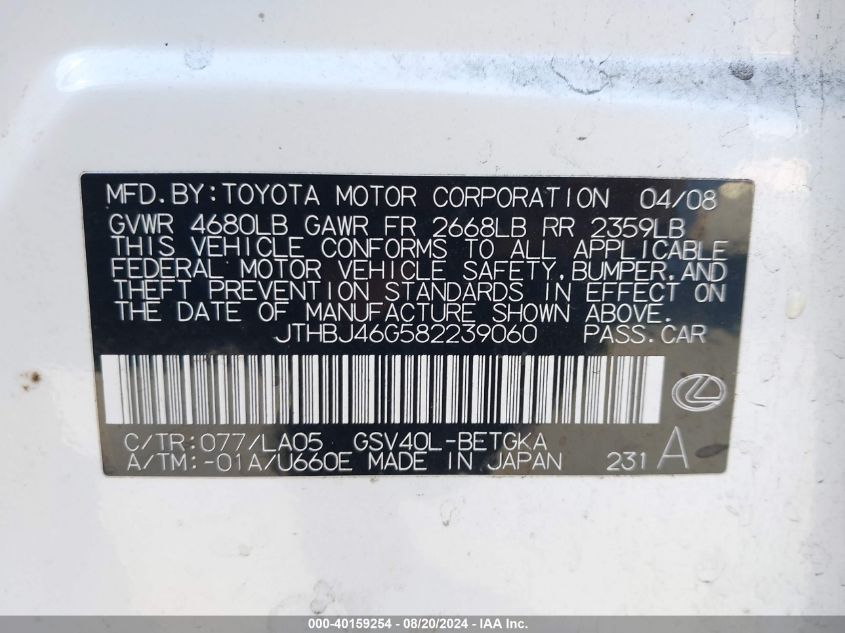 MFD.BY:TOYOTA MOTOR CORPORATION 04/08
GVWR 4680LB GAWR FR 2668LB RR 2359LB
THIS VEHICLE CONFORMS TO ALL APPLICABLE
FEDERAL MOTOR VEHICLE SAFETY,BUMPER,AND
THEFT PREVENTION STANDARDS IN EFFECT ON
THE DATE OF MANUFACTURE SHOWN ABOVE.
JTHBJ46G582239060 PASS.CAR
C/TR:077/LA05 GSV40L-BETGKA
A/TM:-01A/U660E MADE IN JAPAN 231 A
000-40159254 - 08/20/2024 - IAA Inc.